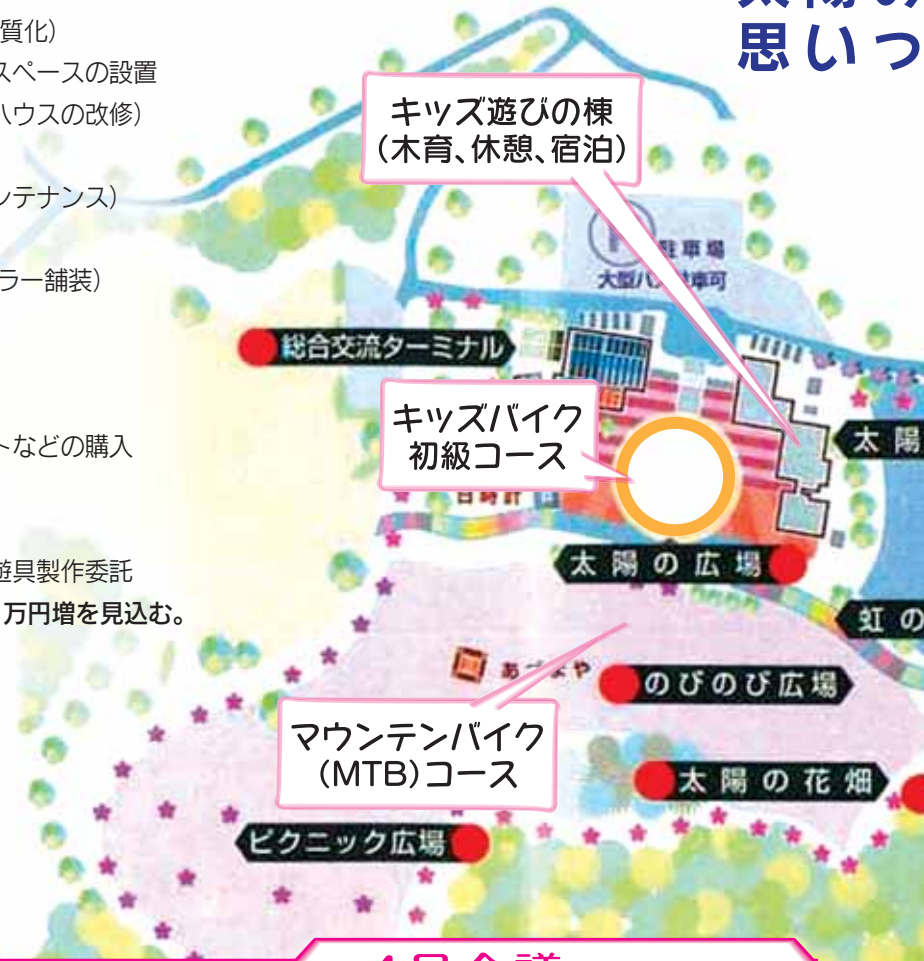 質化）
スペースの設置
ハウスの改修）
ンテナンス）
ラー舗装）
トなどの購入
遊具製作委託
万円増を見込む。
思いつ
キッズ遊びの棟
（木育、休憩、宿泊）
駐車場
総合交流ターミナル
キッズバイク
初級コース
太陽
日時計
太陽の広場
虹の
あづまや
のびのび広場
マウンテンバイク
（MTB）コース
太陽の花畑
ピクニック広場